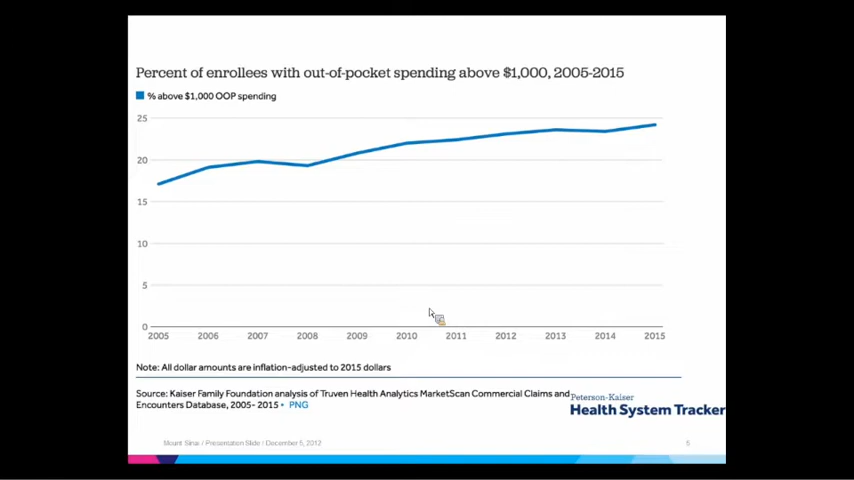 Percent of enrollees with out-of-pocket spending above $1,000, 2005-2015
% above $1,000 OOP spending
25
20
15
10
5
0
2005 2006 2007 2008 2009 2010 2011 2012 2013 2014 2015
Note: All dollar amounts are inflation-adjusted to 2015 dollars
Source: Kaiser Family Foundation analysis of Truven Health Analytics MarketScan Commercial Claims and
Encounters Database, 2005- 2015 • PNG
Peterson-Kaiser
Health System Tracker
Mount Sinai / Presentation Slide / December 5, 2012
5